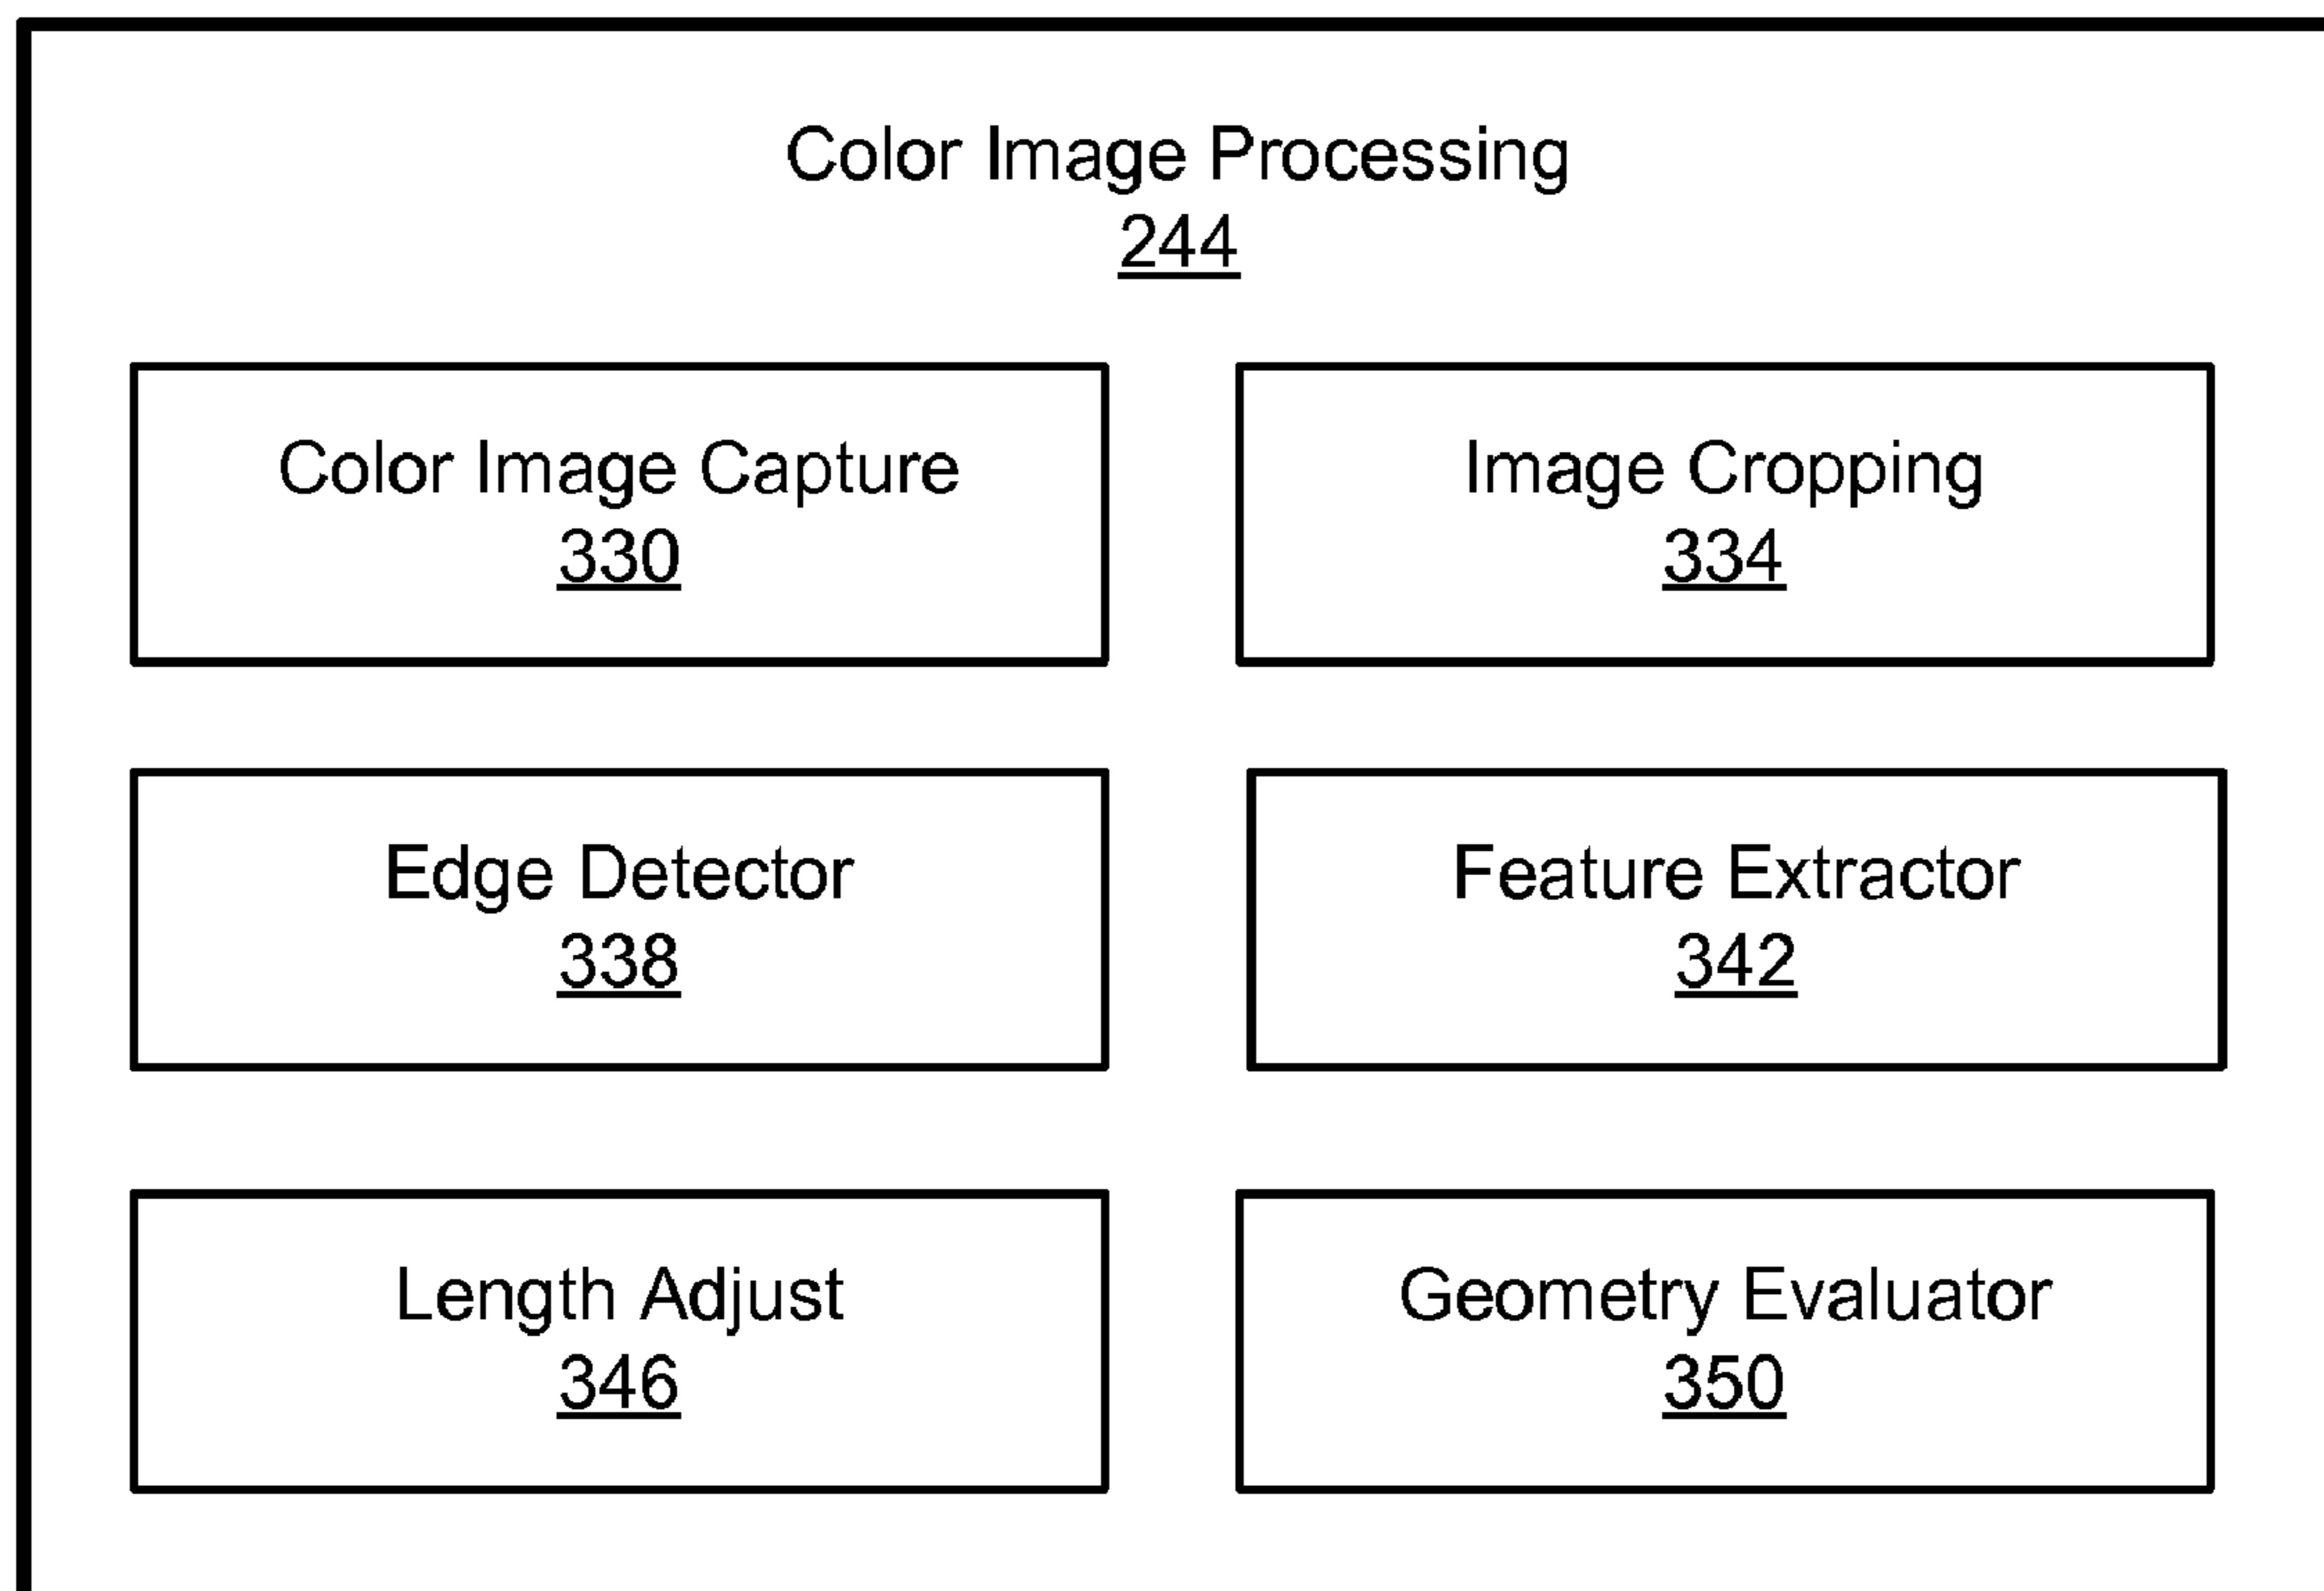 Color Image Processing
244
Color Image Capture
330
Image Cropping
334
Edge Detector
338
Feature Extractor
342
Length Adjust
346
Geometry Evaluator
350